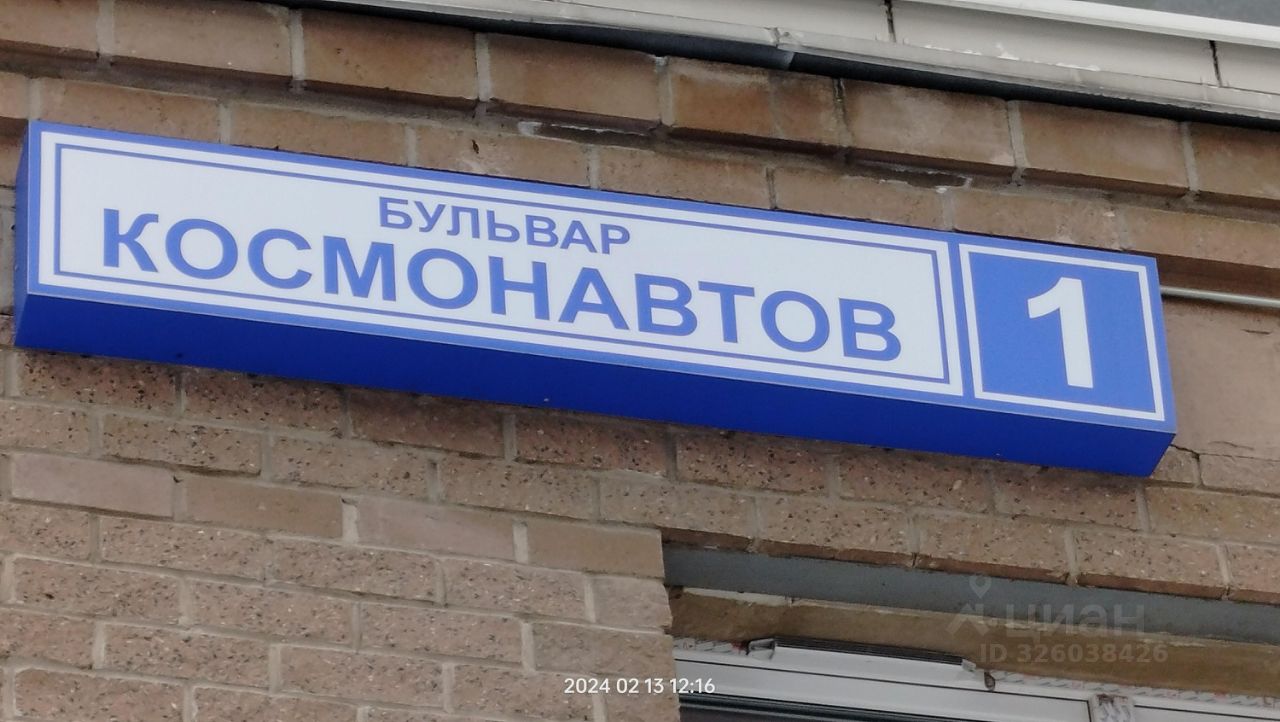 БУЛЬВАР
КОСМОНАВТОВ
1
циан
ID 326038426
2024 02 13 12:16